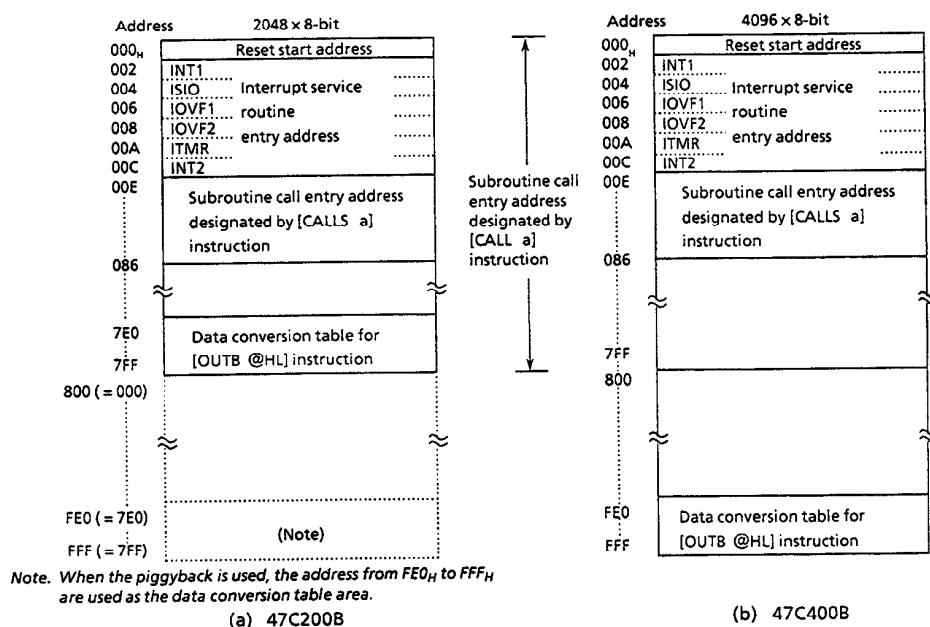 Address 2048 × 8-bit
000H Reset start address
002 INT1
004 ISIO Interrupt service
006 IOVF1 routine
008 IOVF2 entry address
00A ITMR
00C INT2
00E
Subroutine call entry address
designated by [CALLS a]
instruction
086
7E0 Data conversion table for
7FF [OUTB @HL] instruction
800 (= 000)
FE0 (= 7E0)
(Note)
FFF (= 7FF)
Note. When the piggyback is used, the address from FE0H to FFFH
are used as the data conversion table area.
(a) 47C200B
Subroutine call
entry address
designated by
[CALL a]
instruction
Address 4096 × 8-bit
000H Reset start address
002 INT1
004 ISIO Interrupt service
006 IOVF1 routine
008 IOVF2 entry address
00A ITMR
00C INT2
00E
Subroutine call entry address
designated by [CALLS a]
instruction
086
7FF
800
FE0 Data conversion table for
FFF [OUTB @HL] instruction
(b) 47C400B